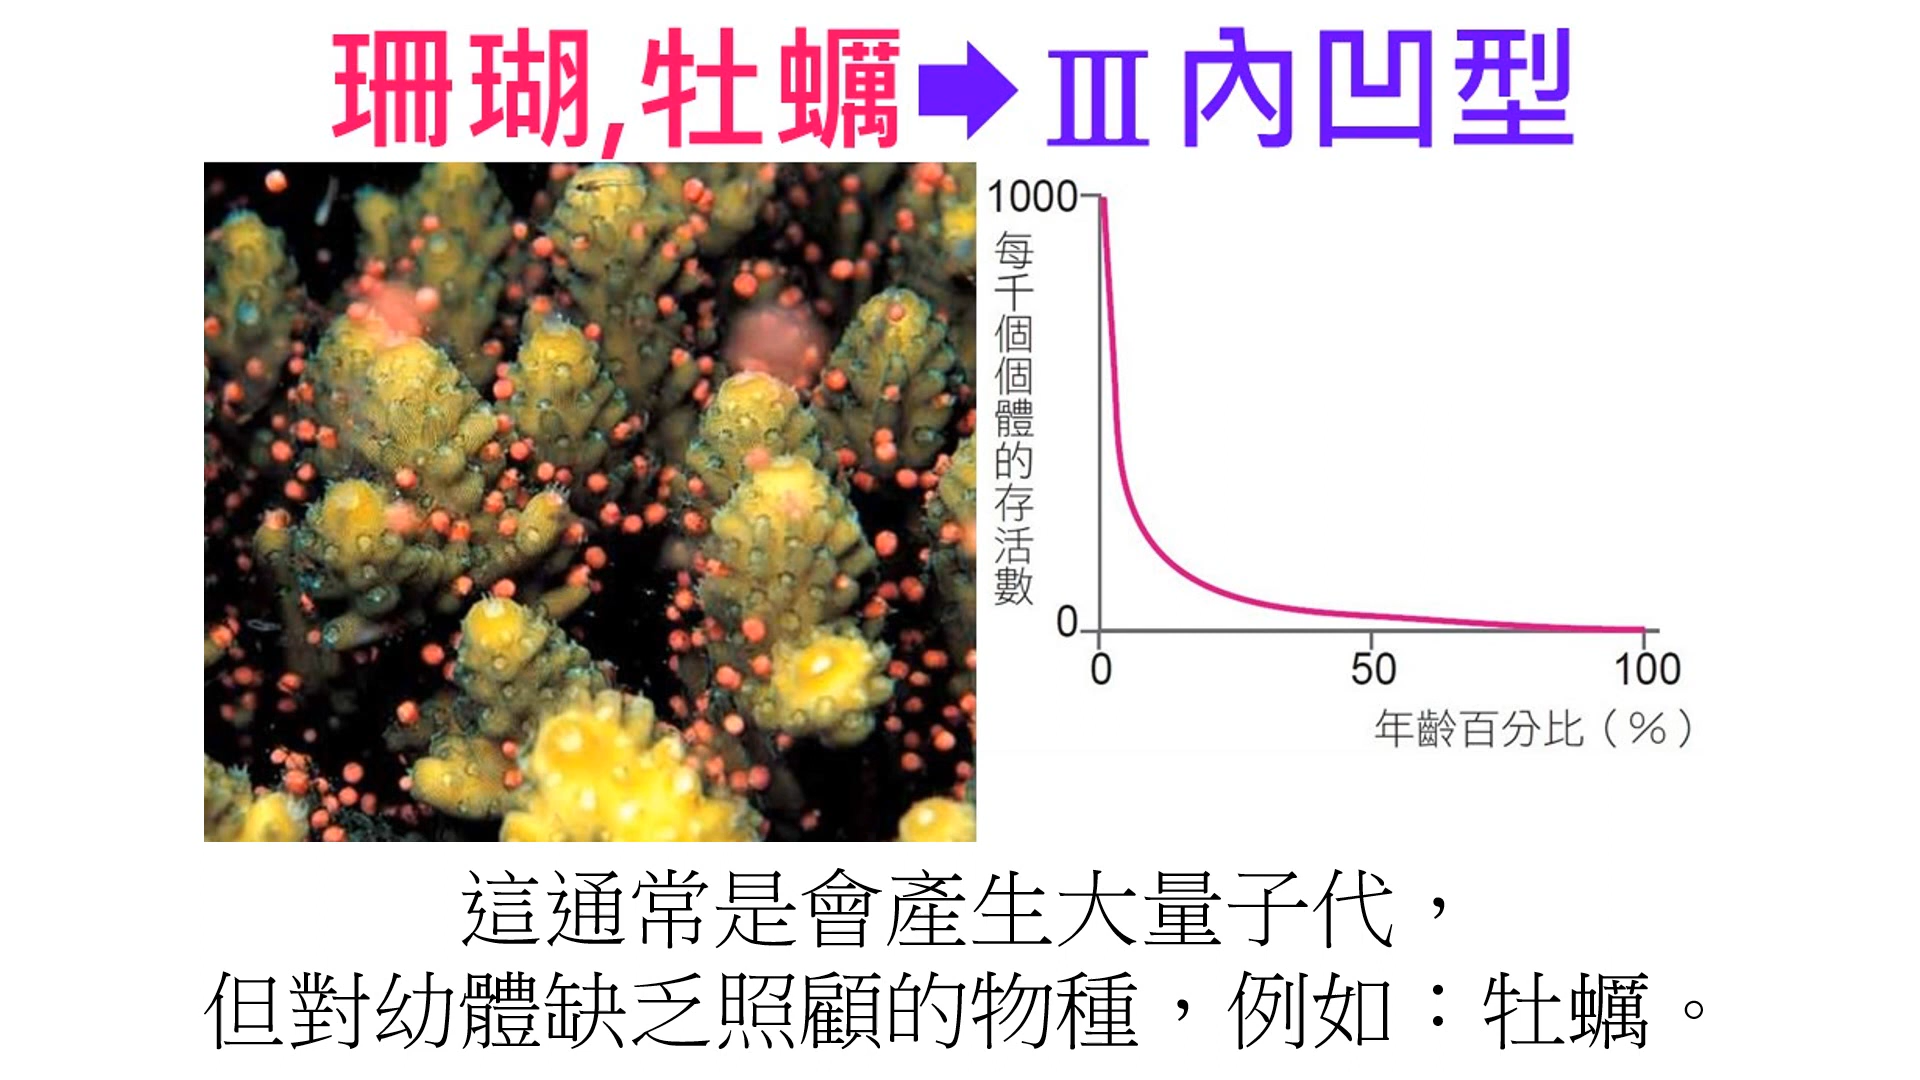 珊瑚,牡蠣➡Ⅲ內凹型
1000
每千個個體的存活數
0
0
50
100
年齡百分比（%）
這通常是會產生大量子代，
但對幼體缺乏照顧的物種，例如：牡蠣。